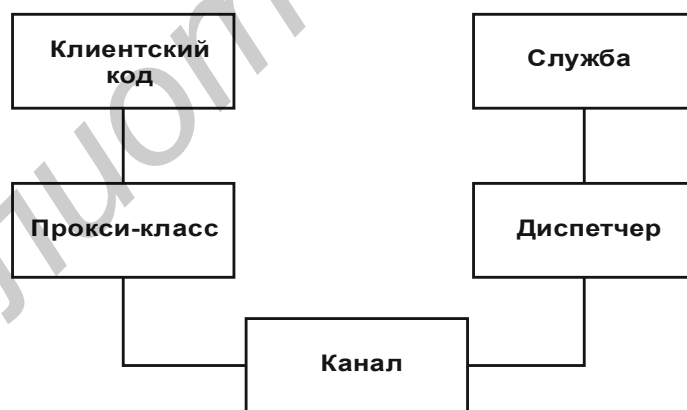 Клиентский
код
Служба
Прокси-класс
Диспетчер
Канал